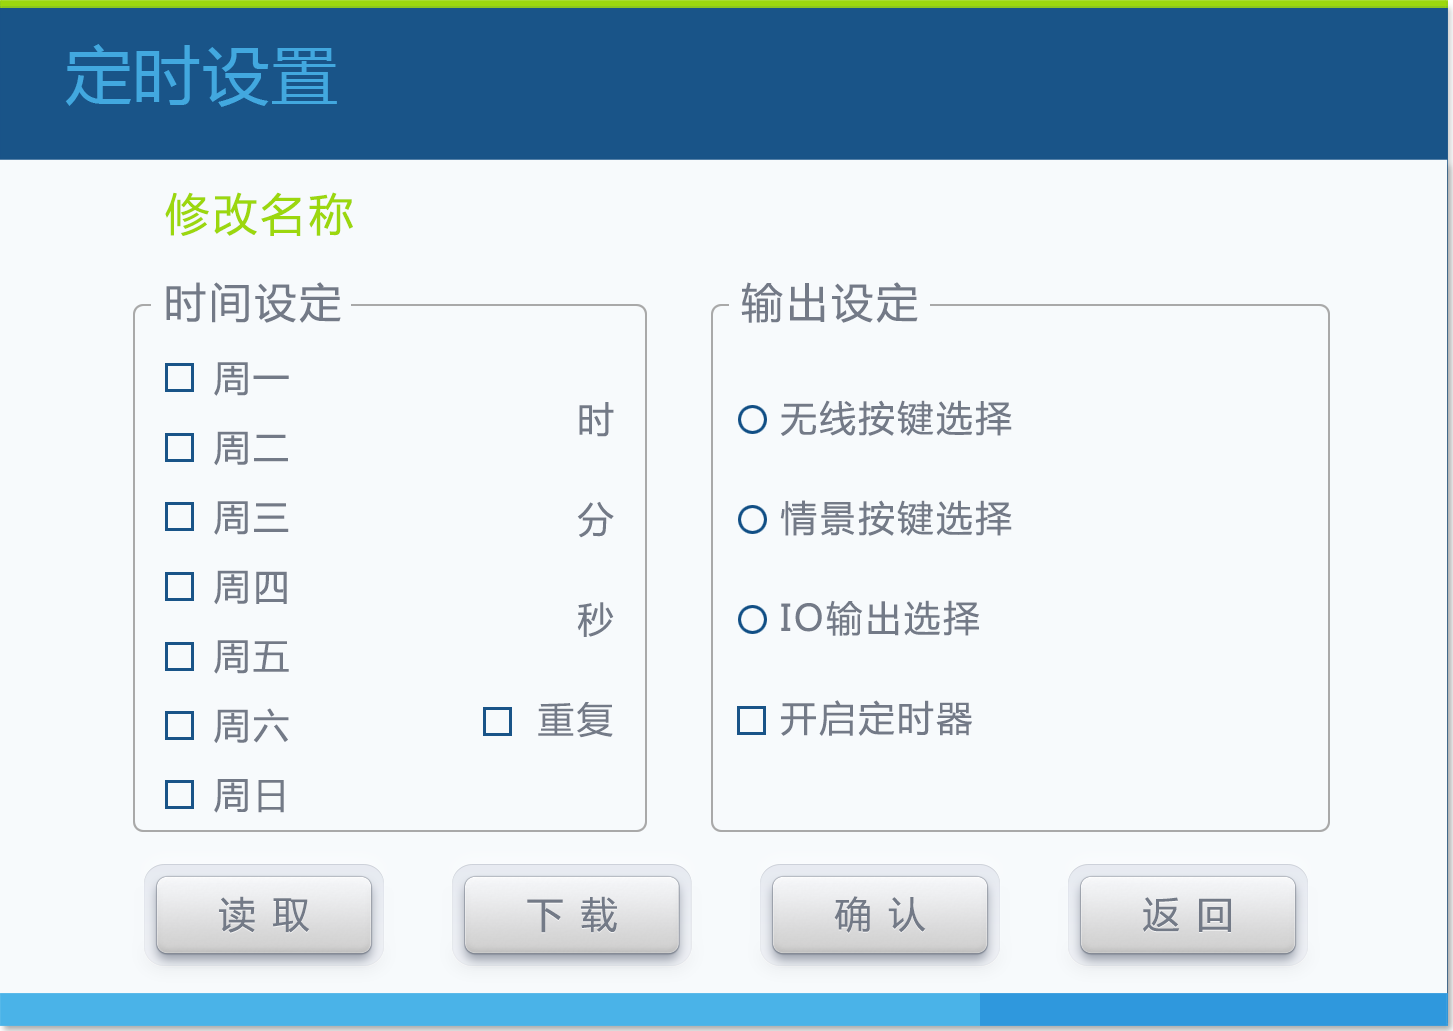 定时设置
修改名称
时间设定
周一
周二
周三
周四
周五
周六
周日
时
分
秒
重复
输出设定
无线按键选择
情景按键选择
IO输出选择
开启定时器
读取
下载
确认
返回